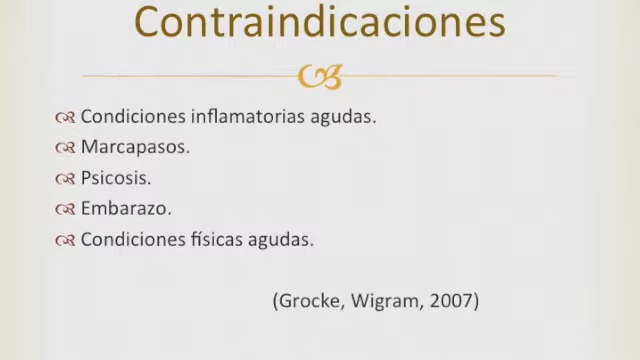 Contraindicaciones
Condiciones inflamatorias agudas.
Marcapasos.
Psicosis.
Embarazo.
Condiciones físicas agudas.
(Grocke, Wigram, 2007)